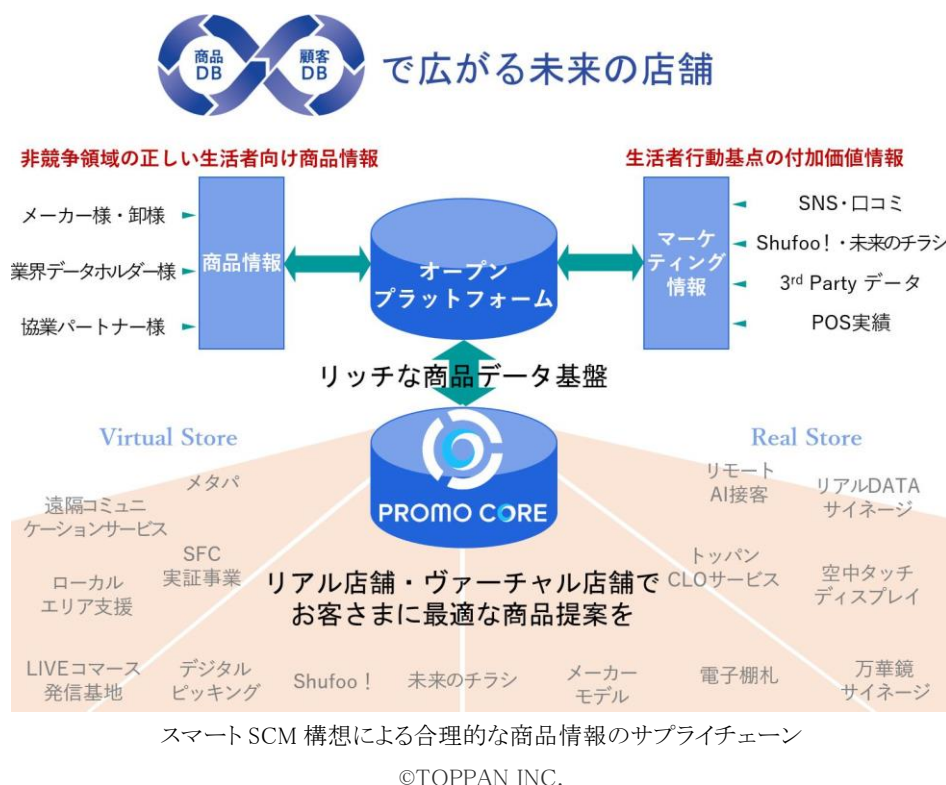 商品
DB
顧客
DB
で広がる未来の店舗
非競争領域の正しい生活者向け商品情報
生活者行動基点の付加価値情報
メーカー様・卸様
業界データホルダー様
協業パートナー様
商品情報
オープン
プラットフォーム
マーケ
ティング
情報
SNS・口コミ
Shufoo!・未来のチラシ
3rd Party データ
POS実績
リッチな商品データ基盤
Virtual Store
Real Store
PROMO CORE
メタパ
遠隔コミュニ
ケーションサービス
SFC
実証事業
ローカル
エリア支援
リモート
AI接客
リアルDATA
サイネージ
トッパン
CLOサービス
空中タッチ
ディスプレイ
リアル店舗・ヴァーチャル店舗で
お客さまに最適な商品提案を
LIVEコマース
発信基地
デジタル
ピッキング
Shufoo!
未来のチラシ
メーカー
モデル
電子棚札
万華鏡
サイネージ
スマート SCM 構想による合理的な商品情報のサプライチェーン
©TOPPAN INC.